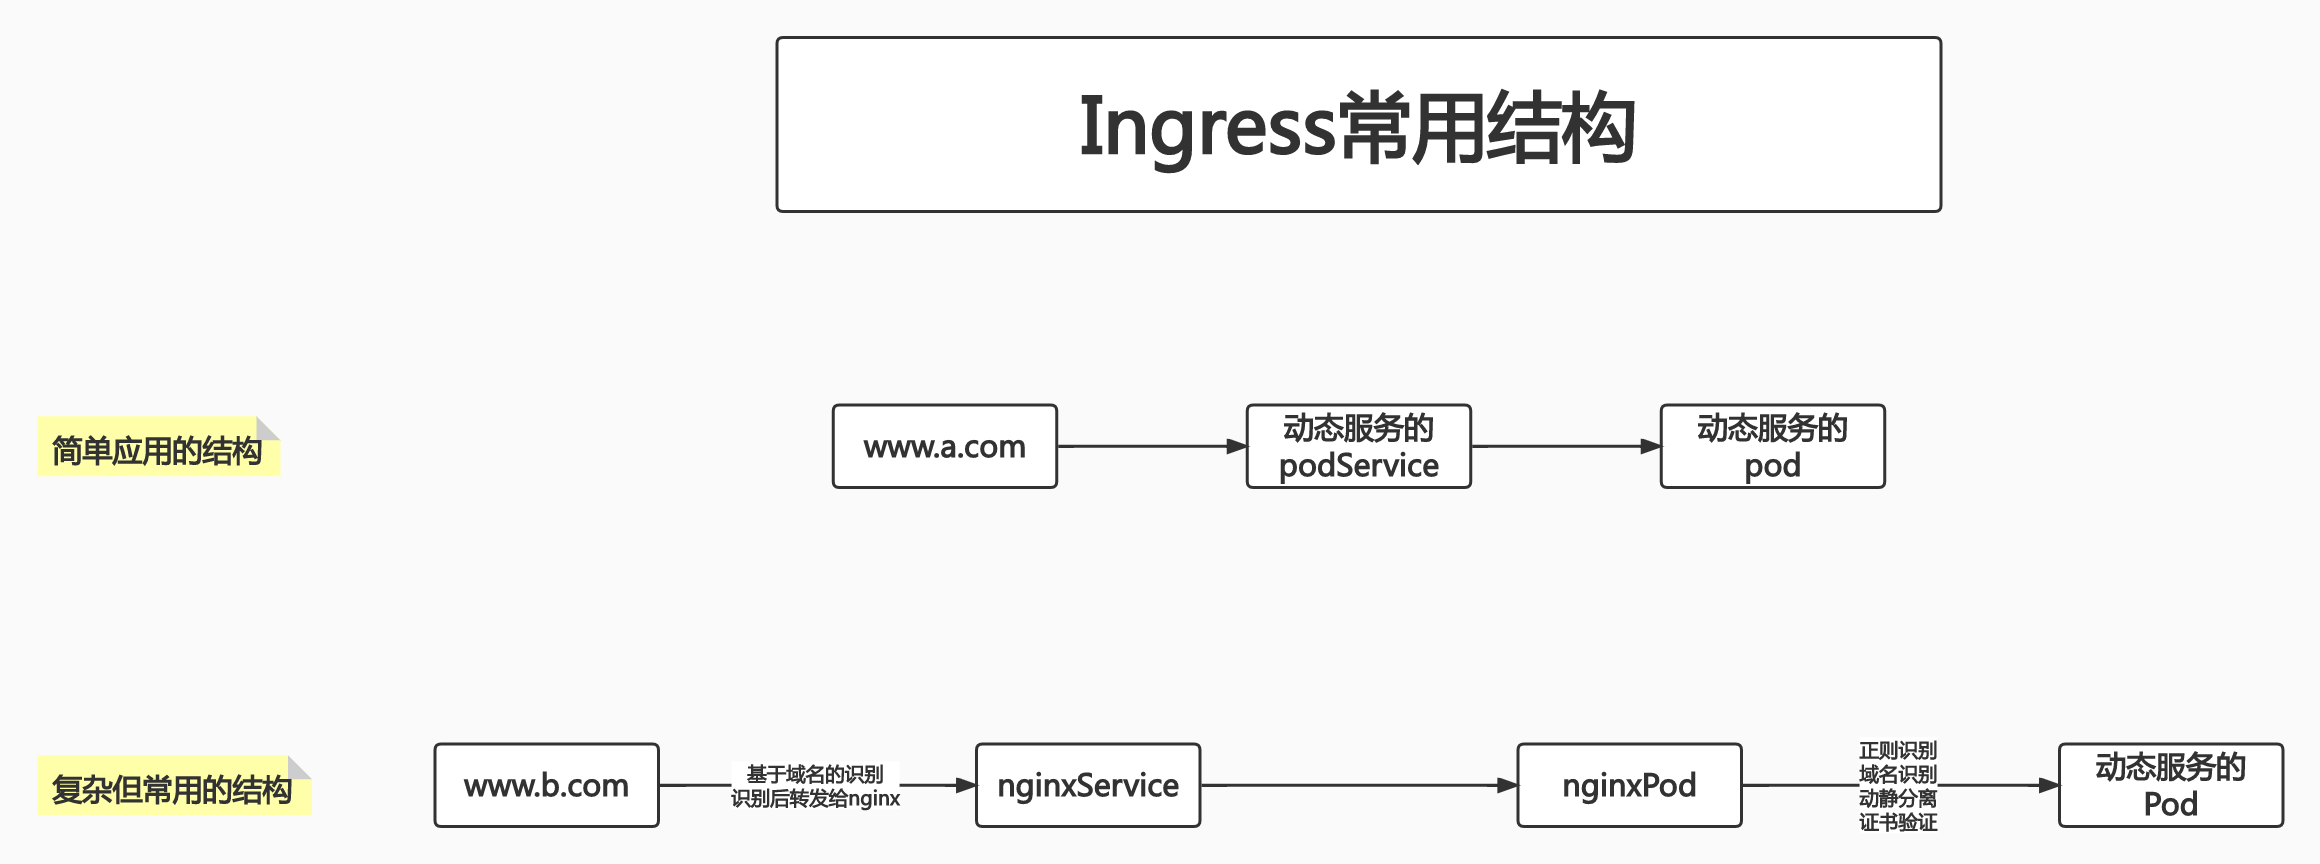 Ingress常用结构
简单应用的结构
www.a.com
动态服务的
podService
动态服务的
pod
复杂但常用的结构
www.b.com
基于域名的识别
识别后转发给nginx
nginxService
nginxPod
正则识别
域名识别
动静分离
证书验证
动态服务的
Pod